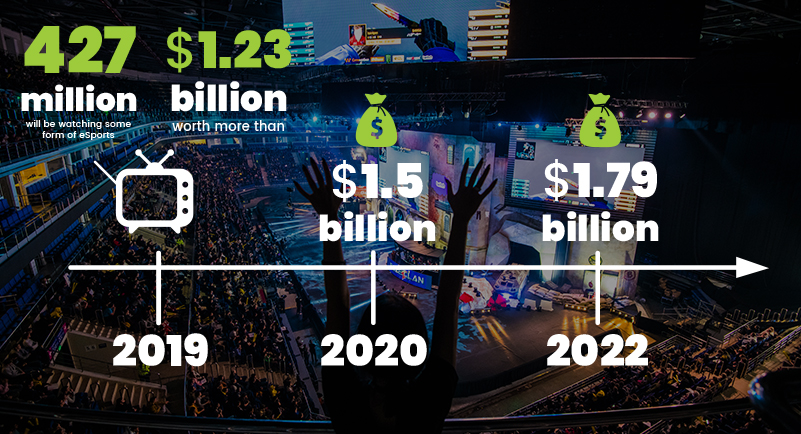 427
million
will be watching some
form of eSports
$1.23
billion
worth more than
$
$1.5
billion
$
$1.79
billion
LAN
2019
2020
2022